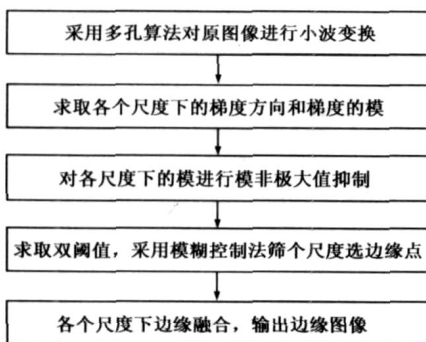 采用多孔算法对原图像进行小波变换
求取各个尺度下的梯度方向和梯度的模
对各尺度下的模进行模非极大值抑制
求取双阈值，采用模糊控制法筛个尺度选边缘点
各个尺度下边缘融合，输出边缘图像